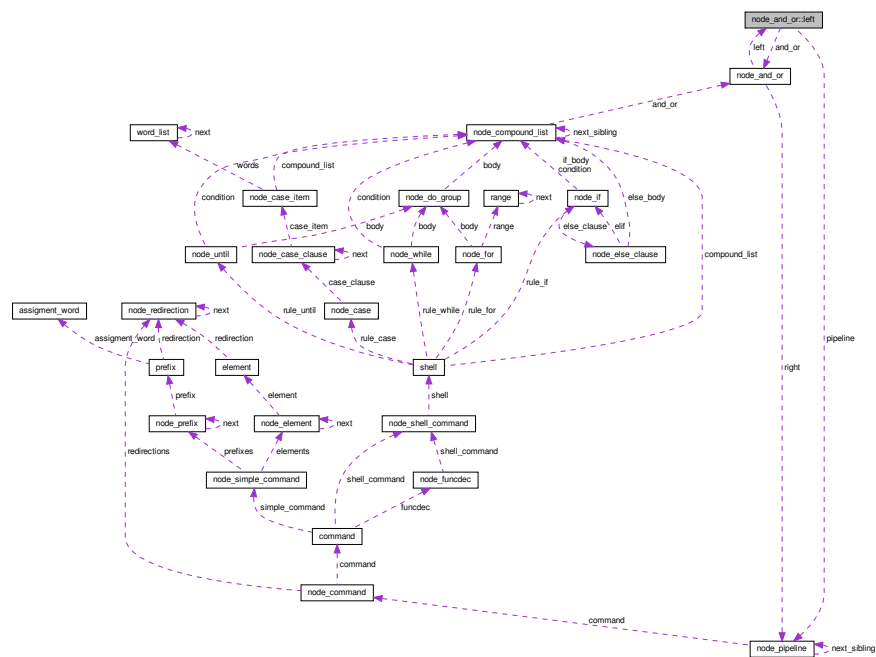 node_and_or::left
left
and_or
node_and_or
and_or
word_list
next
node_compound_list
next_sibling
words
compound_list
body
if_body
condition
condition
node_case_item
condition
node_do_group
range
next
node_if
else_body
case_item
body
body
body
range
else_clause
elif
node_until
node_case_clause
next
node_while
node_for
node_else_clause
compound_list
case_clause
assigment_word
node_redirection
next
rule_until
node_case
rule_while
rule_for
rule_if
pipeline
assigment_word
redirection
redirection
rule_case
prefix
element
shell
right
prefix
element
shell
node_prefix
next
node_element
next
node_shell_command
redirections
prefixes
elements
shell_command
node_simple_command
shell_command
node_funcdec
simple_command
funcdec
command
command
node_command
command
node_pipeline
next_sibling